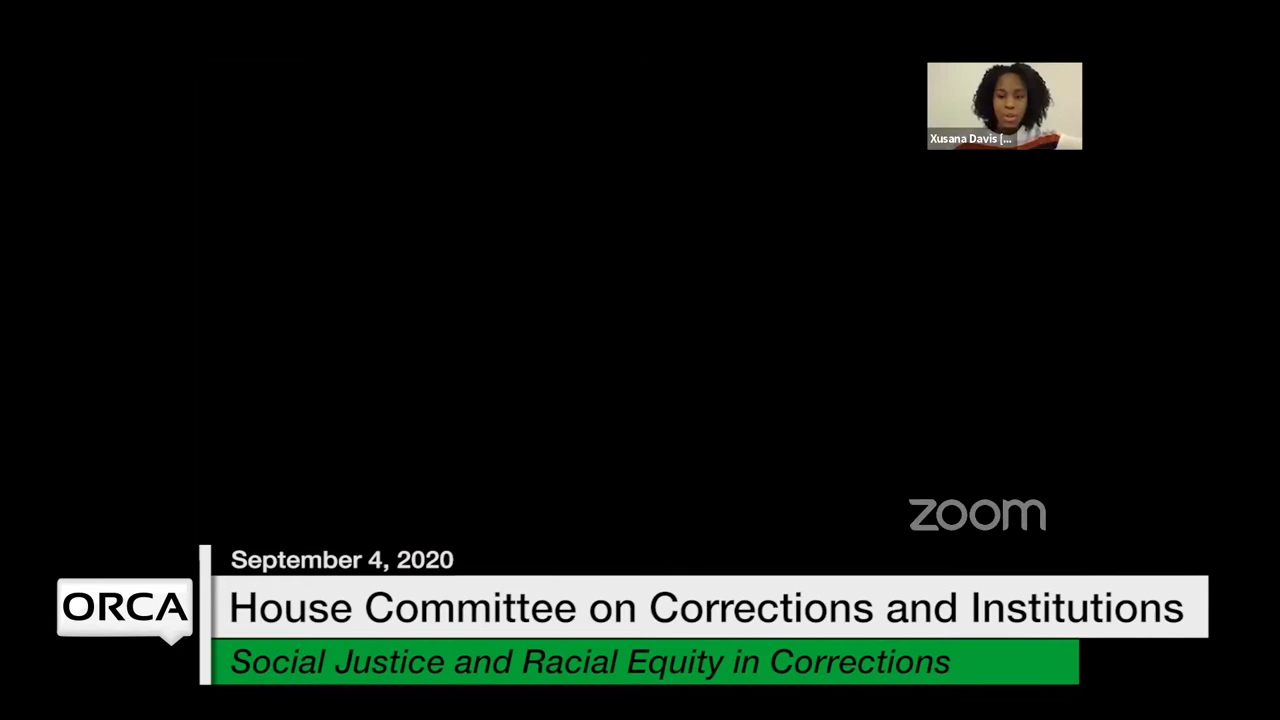 Xusana Davis [...
zoom
September 4, 2020
ORCA
House Committee on Corrections and Institutions
Social Justice and Racial Equity in Corrections